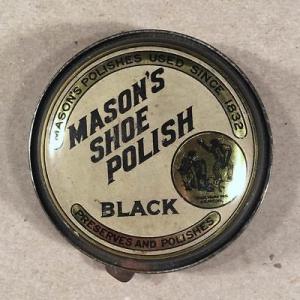 MASON'S POLISHES USED SINCE 1832
MASON'S
SHOE
POLISH
BLACK
PRESERVES AND POLISHES